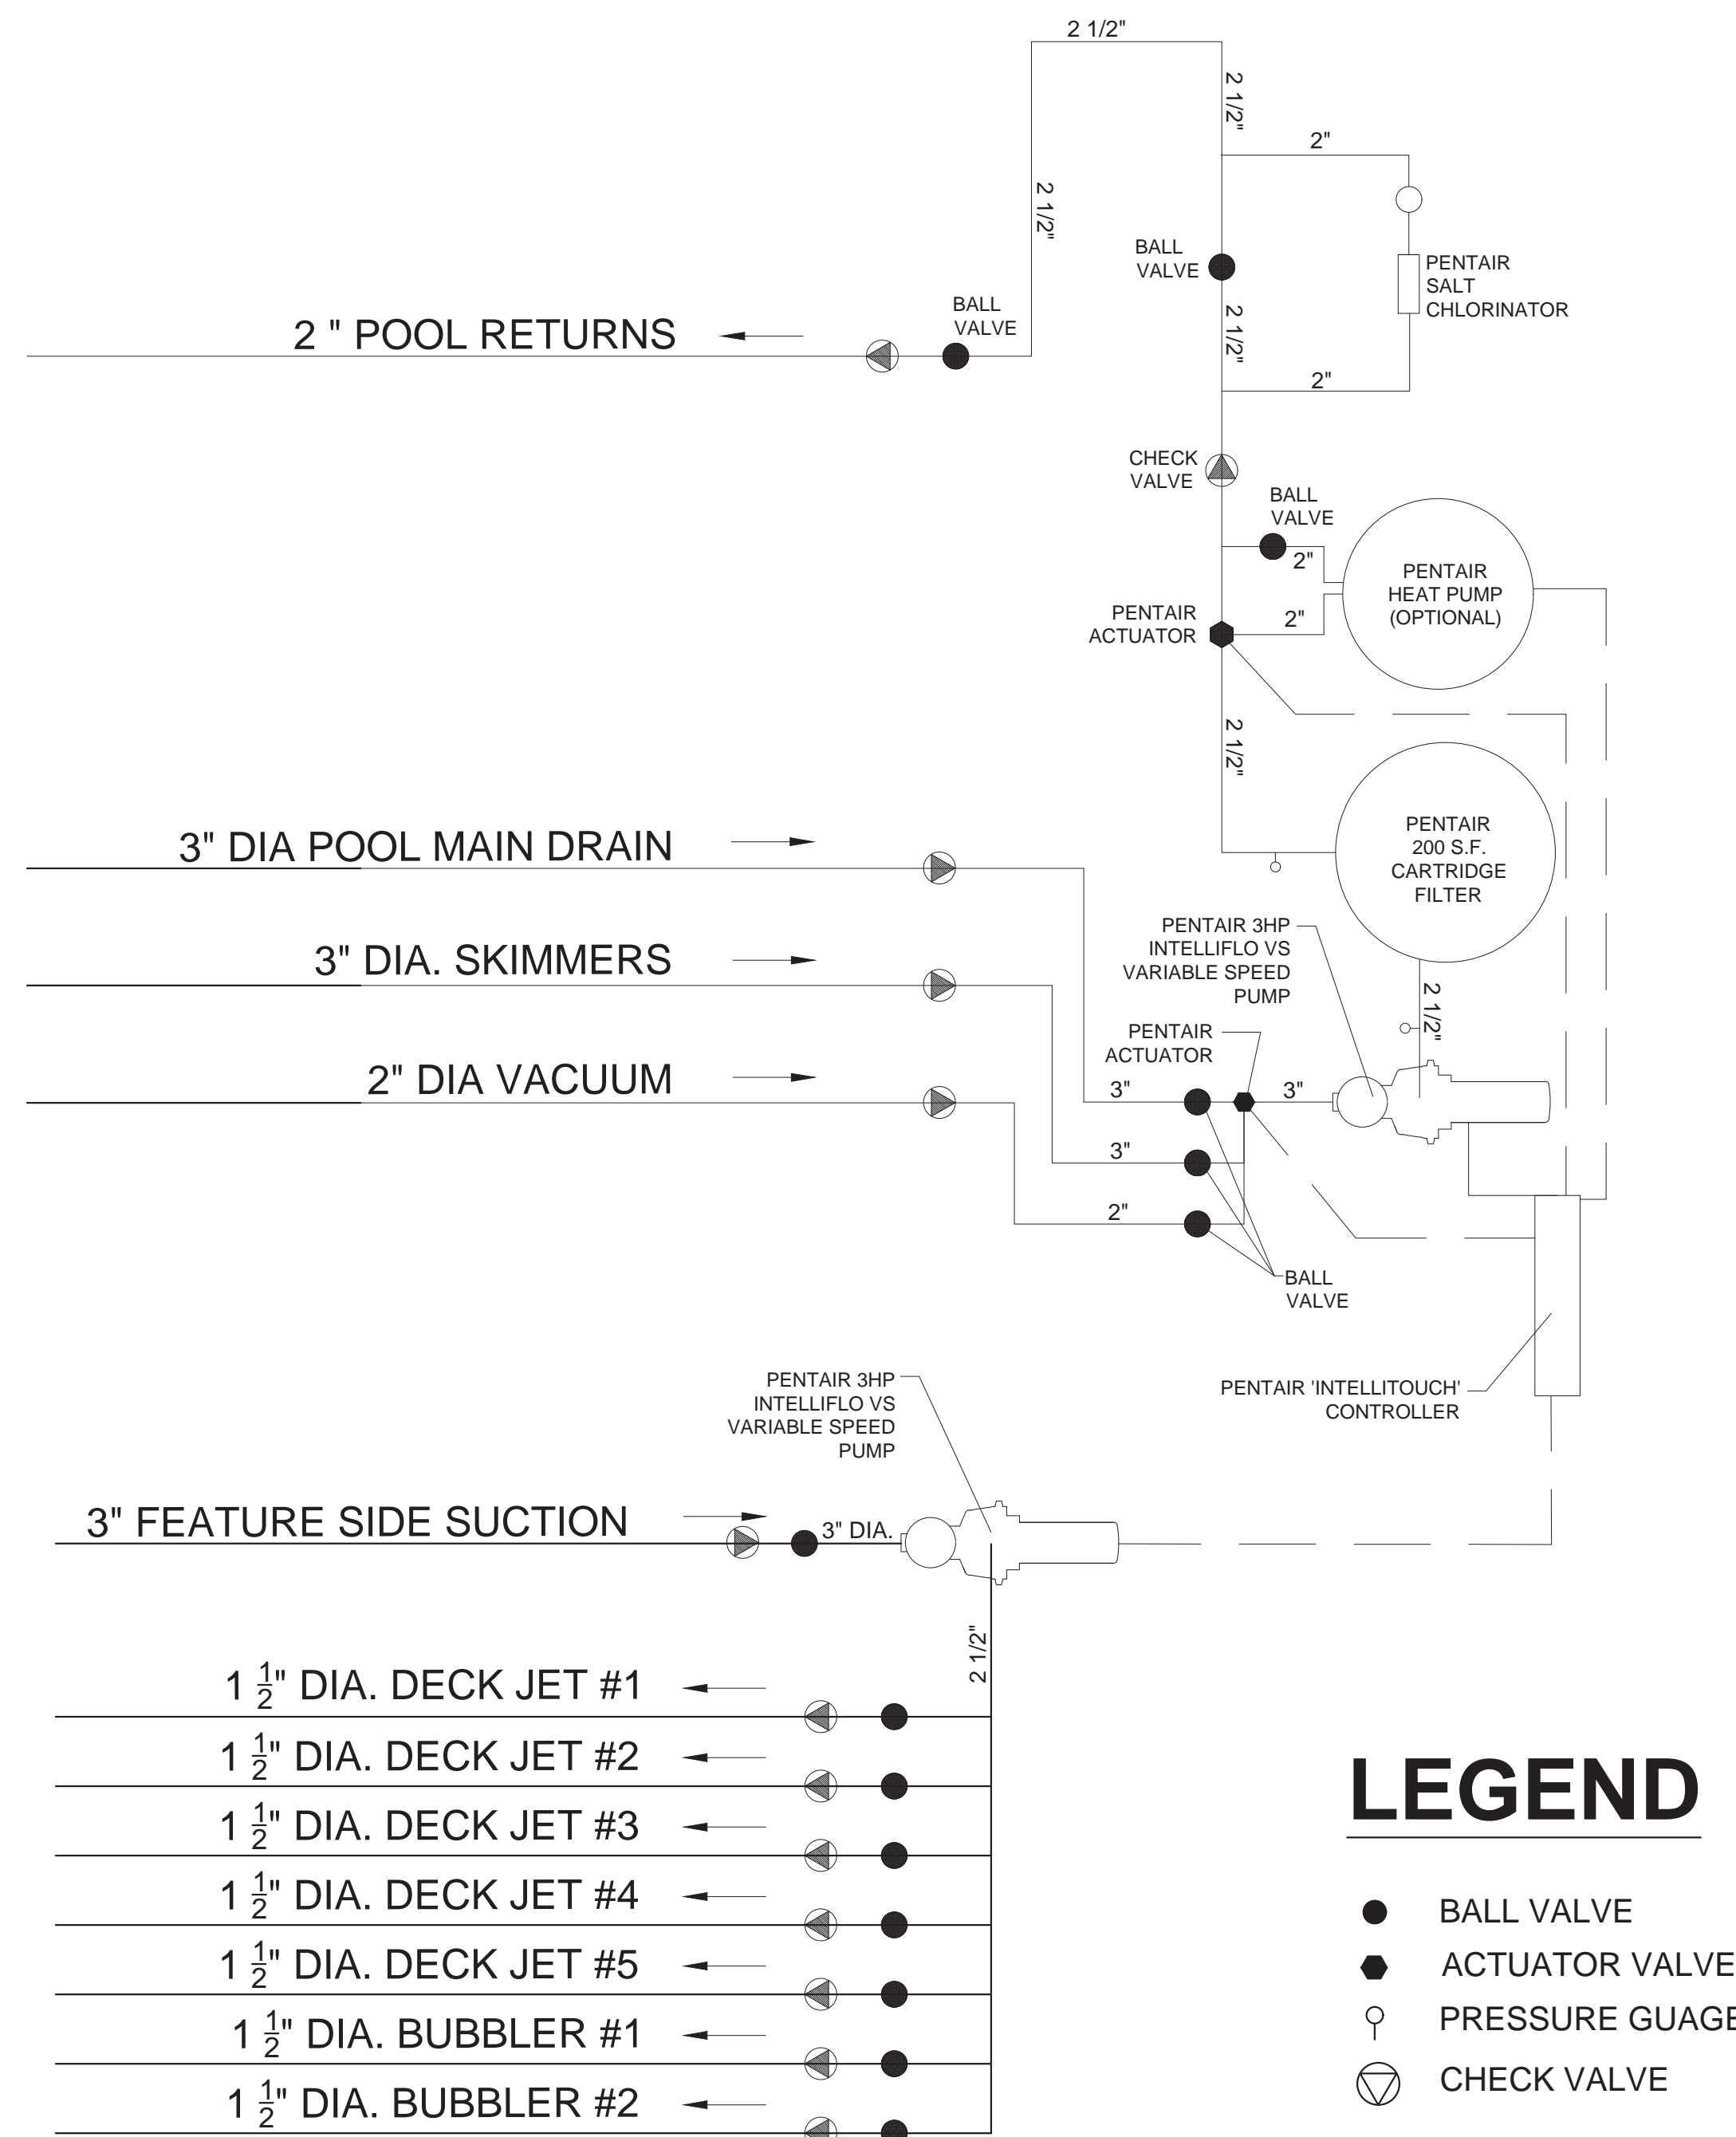 2 1/2"
2 1/2"
2"
2 1/2"
BALL
VALVE
PENTAIR
SALT
CHLORINATOR
BALL
VALVE
2 1/2"
2 " POOL RETURNS
2"
CHECK
VALVE
BALL
VALVE
2"
PENTAIR
HEAT PUMP
(OPTIONAL)
PENTAIR
ACTUATOR
2"
2 1/2"
3" DIA POOL MAIN DRAIN
PENTAIR
200 S.F.
CARTRIDGE
FILTER
3" DIA. SKIMMERS
PENTAIR 3HP
INTELLIFLO VS
VARIABLE SPEED
PUMP
2 1/2"
2" DIA VACUUM
PENTAIR
ACTUATOR
3"
3"
3"
2"
BALL
VALVE
PENTAIR 3HP
INTELLIFLO VS
VARIABLE SPEED
PUMP
PENTAIR 'INTELLITOUCH'
CONTROLLER
3" FEATURE SIDE SUCTION
3" DIA.
2 1/2"
1 1/2" DIA. DECK JET #1
1 1/2" DIA. DECK JET #2
1 1/2" DIA. DECK JET #3
1 1/2" DIA. DECK JET #4
1 1/2" DIA. DECK JET #5
1 1/2" DIA. BUBBLER #1
1 1/2" DIA. BUBBLER #2
LEGEND
BALL VALVE
ACTUATOR VALVE
PRESSURE GUAGE
CHECK VALVE